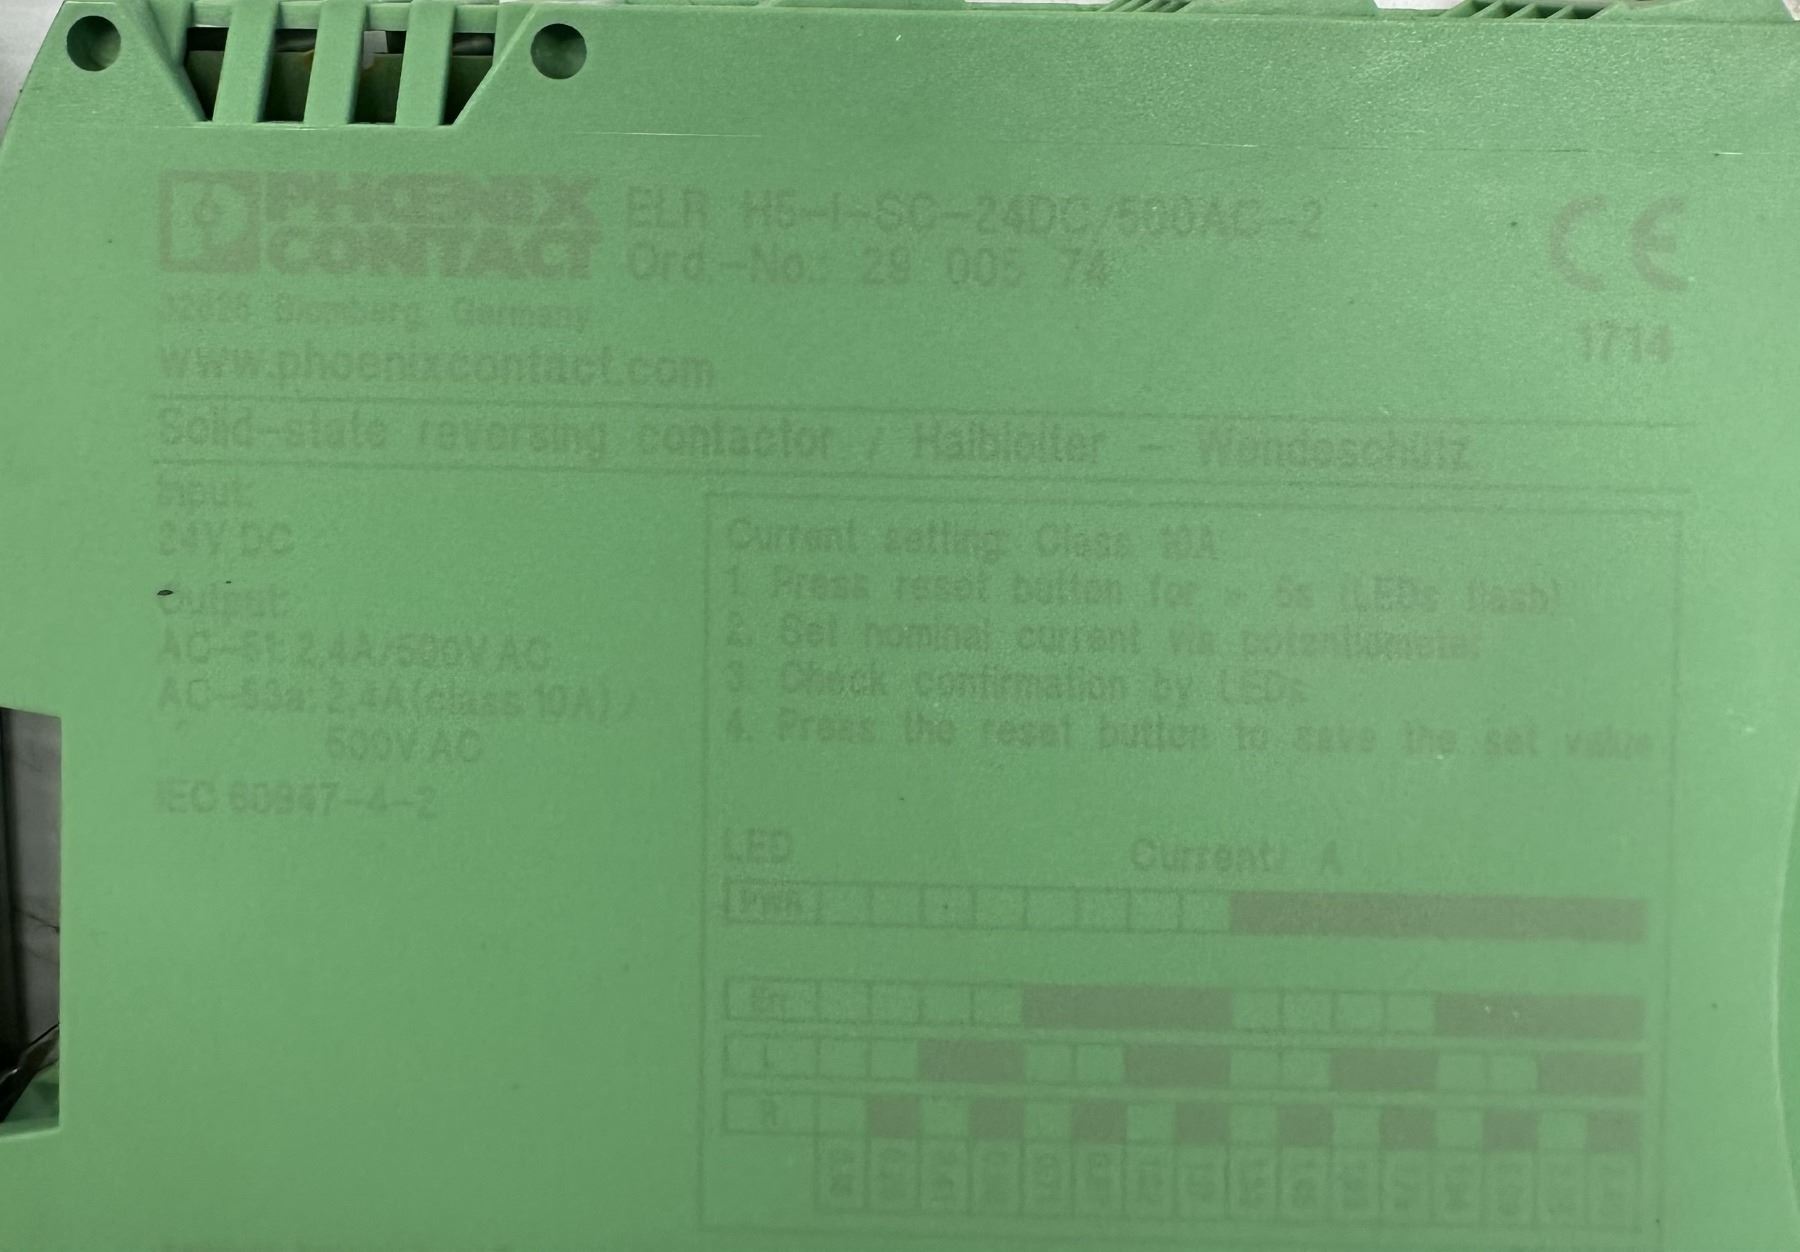 PHŒNIX
CONTACT
ELR H5-I-SC-24DC/500AC-2
Ord.-No.: 29 005 74
CE
32825 Blomberg, Germany
1714
www.phoenixcontact.com
Solid-state reversing contactor / Halbleiter - Wendeschütz
Input:
24V DC
Output:
AC-51: 2,4A/500V AC
AC-53a: 2,4A(class 10A)/
500V AC
IEC 60947-4-2
Current setting: Class 10A
1. Press reset button for > 6s (LEDs flash)
2. Set nominal current via potentiometer
3. Check confirmation by LEDs
4. Press the reset button to save the set value
LED Current/ A
PWR
Err
L
R